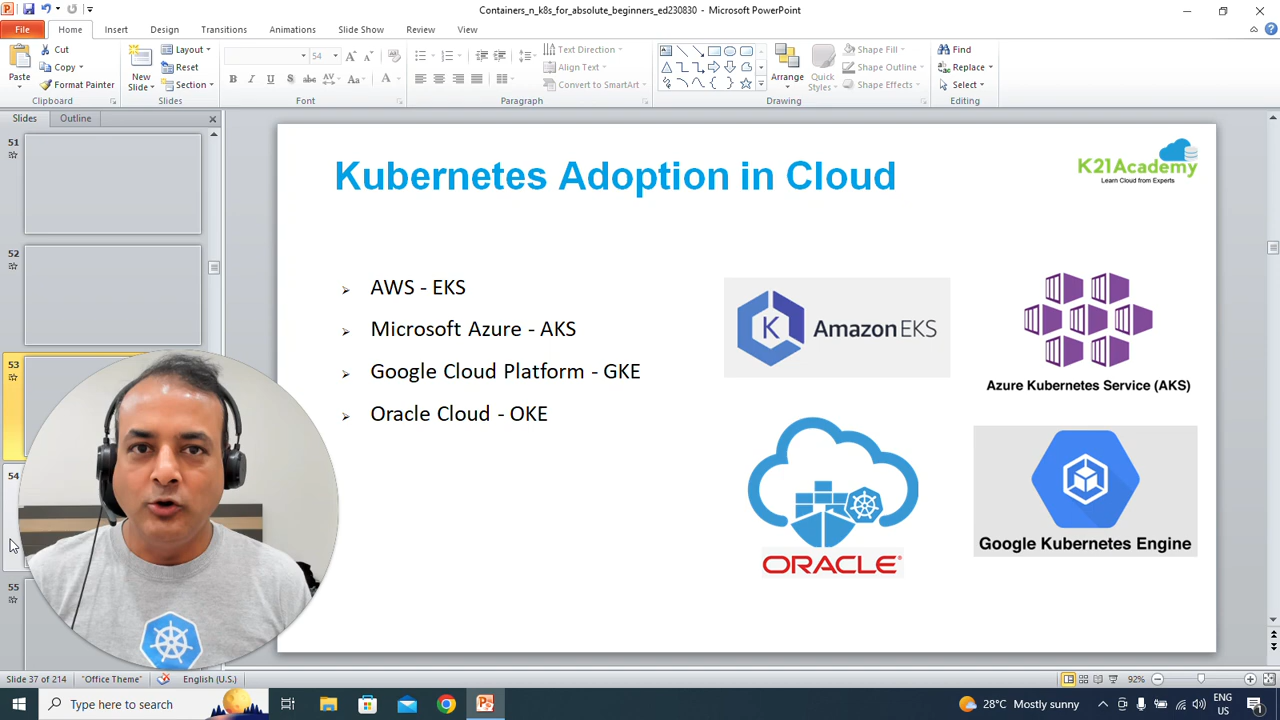 Containers_n_k8s_for_absolute_beginners_ed230830 - Microsoft PowerPoint
File Home Insert Design Transitions Animations Slide Show Review View
Paste
Cut
Copy
Format Painter
Clipboard
New
Slide
Layout
Reset
Section
Slides
54
Font
Text Direction
Align Text
Convert to SmartArt
Paragraph
Arrange
Quick
Styles
Shape Fill
Shape Outline
Shape Effects
Drawing
Find
Replace
Select
Editing
Slides Outline
51
52
53
54
55
Kubernetes Adoption in Cloud
K21Academy
Learn Cloud from Experts
AWS - EKS
Microsoft Azure - AKS
Google Cloud Platform - GKE
Oracle Cloud - OKE
K Amazon EKS
Azure Kubernetes Service (AKS)
ORACLE®
Google Kubernetes Engine
Slide 37 of 214 "Office Theme" English (U.S.) 92%
Type here to search
28°C Mostly sunny
ENG
US
1